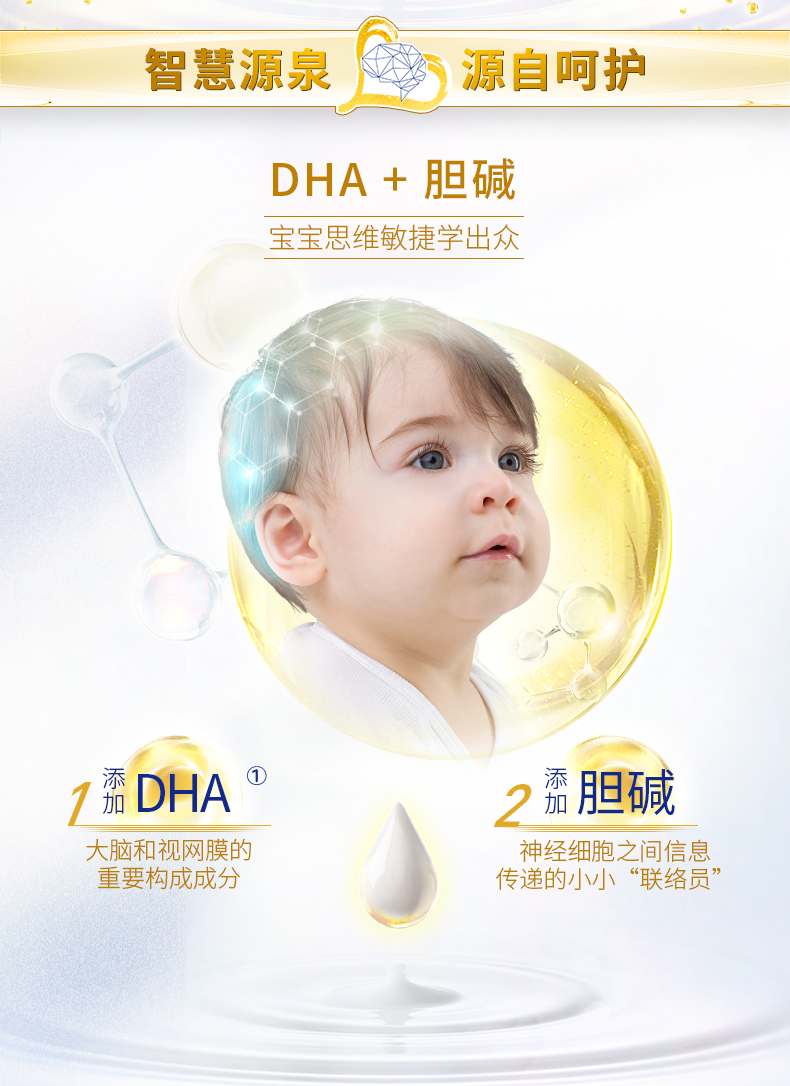 智慧源泉 源自呵护
DHA + 胆碱
宝宝思维敏捷学出众
1 添加 DHA ①
大脑和视网膜的
重要构成成分
2 添加 胆碱
神经细胞之间信息
传递的小小“联络员”